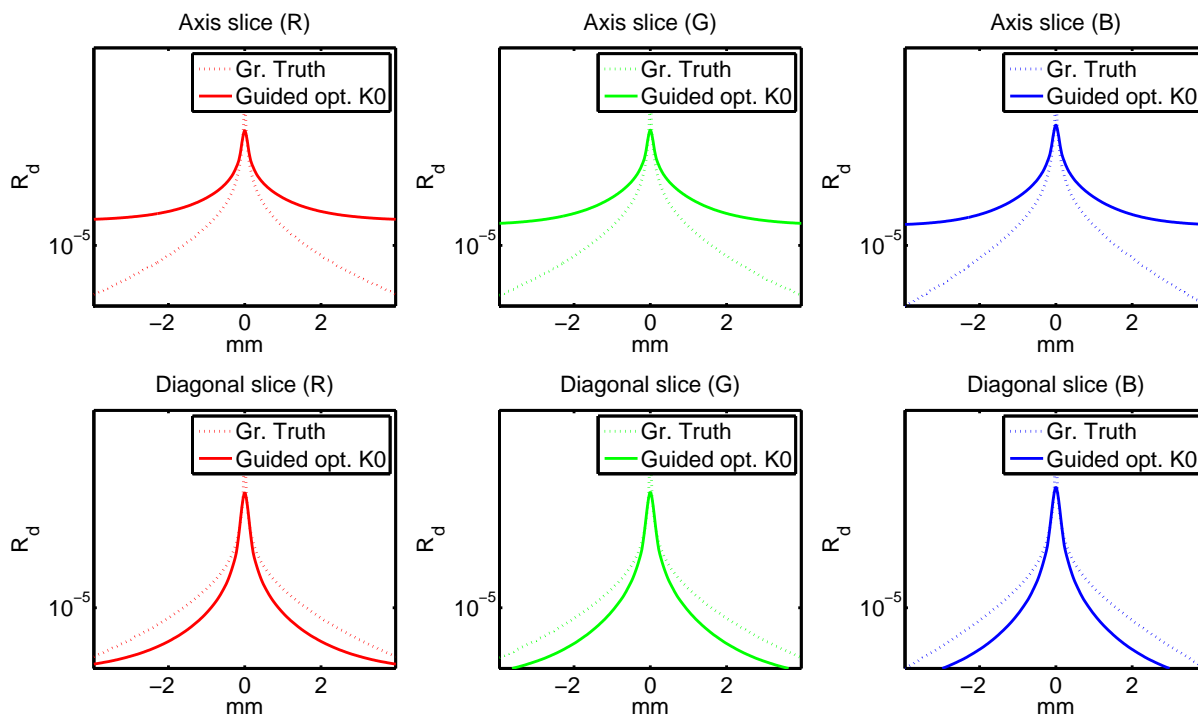 Axis slice (R)
Gr. Truth
Guided opt. K0
R_d
10^-5
−2 0 2
mm
Axis slice (G)
Gr. Truth
Guided opt. K0
R_d
10^-5
−2 0 2
mm
Axis slice (B)
Gr. Truth
Guided opt. K0
R_d
10^-5
−2 0 2
mm
Diagonal slice (R)
Gr. Truth
Guided opt. K0
R_d
10^-5
−2 0 2
mm
Diagonal slice (G)
Gr. Truth
Guided opt. K0
R_d
10^-5
−2 0 2
mm
Diagonal slice (B)
Gr. Truth
Guided opt. K0
R_d
10^-5
−2 0 2
mm